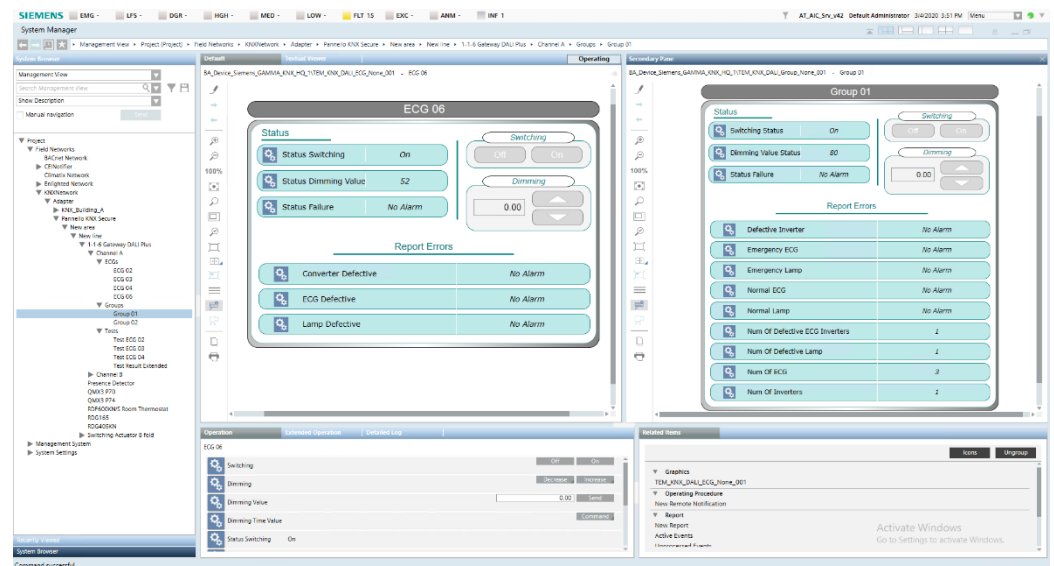 SIEMENS EMG - LFS - DGR - HGH - MED - LOW - FLT 15 EXC - ANM - INF 1 AT_AIC_Srv_v42 Default Administrator 3/4/2020 3:51 PM Menu
System Manager
Management View Project (Project) Field Networks KNXNetwork Adapter Pannello KNX Secure New area New line 1-1-6 Gateway DALI Plus Channel A Groups Group 01
System Browser
Management View
Search Management View
Show Description
Manual navigation
Send
Project
Field Networks
BACnet Network
CEINotifier
Climatix Network
Enlighted Network
KNXNetwork
Adapter
KNX_Building_A
Pannello KNX Secure
New area
New line
1-1-6 Gateway DALI Plus
Channel A
ECGs
ECG 02
ECG 03
ECG 04
ECG 06
Groups
Group 01
Group 02
Tests
Test ECG 02
Test ECG 03
Test ECG 04
Test Result Extended
Channel B
Presence Detector
QMX3 P70
QMX3 P74
RDF600KN/S Room Thermostat
RDG165
RDG405KN
Switching Actuator 8 fold
Management System
System Settings
Recently Viewed
System Browser
Command successful
Default Textual Viewer Operating
BA_Device_Siemens_GAMMA_KNX_HQ_1\TEM_KNX_DALI_ECG_None_001 - ECG 06
100%
ECG 06
Status
Status Switching On
Status Dimming Value 52
Status Failure No Alarm
Switching
Off On
Dimming
0.00
Report Errors
Converter Defective No Alarm
ECG Defective No Alarm
Lamp Defective No Alarm
Secondary Pane
BA_Device_Siemens_GAMMA_KNX_HQ_1\TEM_KNX_DALI_Group_None_001 - Group 01
100%
Group 01
Status
Switching Status On
Dimming Value Status 80
Status Failure No Alarm
Switching
Off On
Dimming
0.00
Report Errors
Defective Inverter No Alarm
Emergency ECG No Alarm
Emergency Lamp No Alarm
Normal ECG No Alarm
Normal Lamp No Alarm
Num Of Defective ECG Inverters 1
Num Of Defective Lamp 1
Num Of ECG 3
Num Of Inverters 1
Operation Extended Operation Detailed Log
ECG 06
Switching Off On
Dimming Decrease Increase
Dimming Value 0.00 Send
Dimming Time Value Command
Status Switching On
Related Items
Icons Ungroup
Graphics
TEM_KNX_DALI_ECG_None_001
Operating Procedure
New Remote Notification
Report
New Report
Active Events
Unprocessed Events
Activate Windows
Go to Settings to activate Windows.